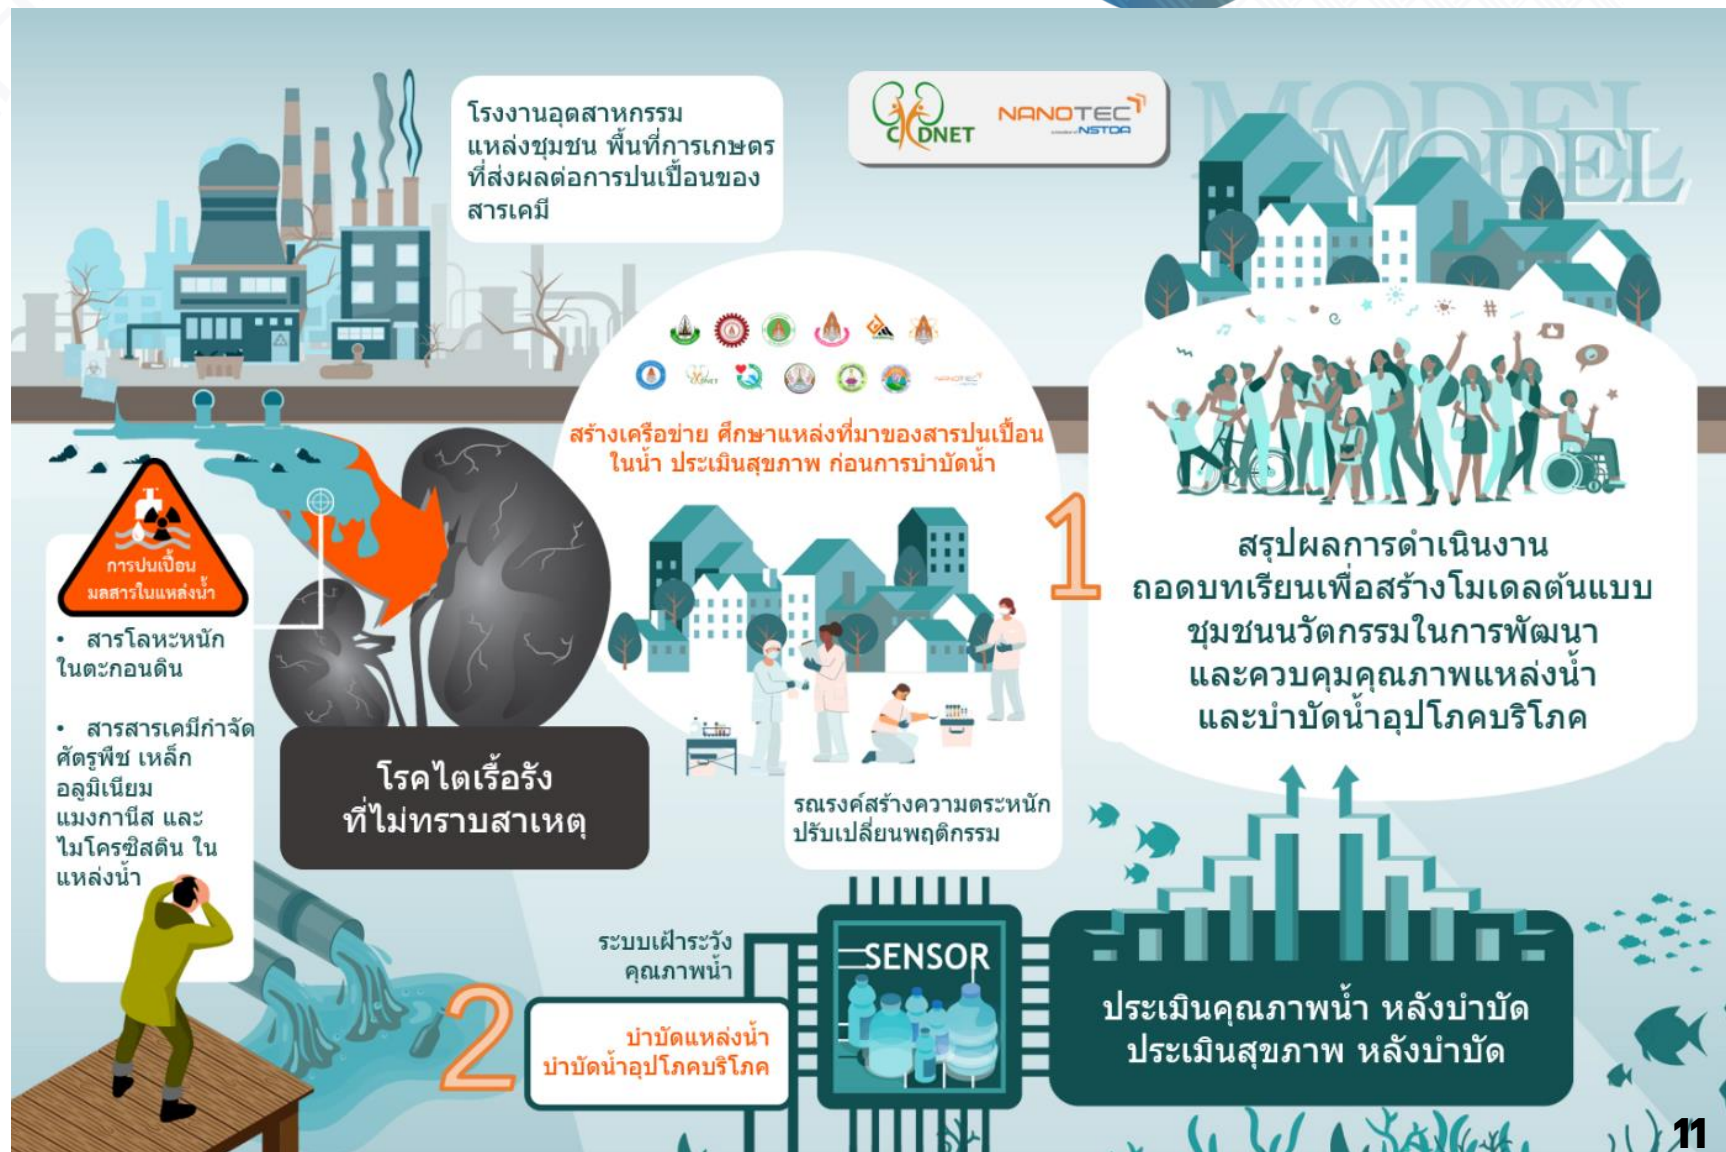 โรงงานอุตสาหกรรม
แหล่งชุมชน พื้นที่การเกษตร
ที่ส่งผลต่อการปนเปื้อนของ
สารเคมี
CKDNET
NANOTEC
a member of NSTDA
MODEL
MODEL
CKDNET
NANOTEC
สร้างเครือข่าย ศึกษาแหล่งที่มาของสารปนเปื้อน
ในน้ำ ประเมินสุขภาพ ก่อนการบำบัดน้ำ
1
การปนเปื้อน
มลสารในแหล่งน้ำ
• สารโลหะหนัก
ในตะกอนดิน
• สารสารเคมีกำจัด
ศัตรูพืช เหล็ก
อลูมิเนียม
แมงกานีส และ
ไมโครซิสติน ใน
แหล่งน้ำ
โรคไตเรื้อรัง
ที่ไม่ทราบสาเหตุ
รณรงค์สร้างความตระหนัก
ปรับเปลี่ยนพฤติกรรม
สรุปผลการดำเนินงาน
ถอดบทเรียนเพื่อสร้างโมเดลต้นแบบ
ชุมชนนวัตกรรมในการพัฒนา
และควบคุมคุณภาพแหล่งน้ำ
และบำบัดน้ำอุปโภคบริโภค
ระบบเฝ้าระวัง
คุณภาพน้ำ
SENSOR
2
บำบัดแหล่งน้ำ
บำบัดน้ำอุปโภคบริโภค
ประเมินคุณภาพน้ำ หลังบำบัด
ประเมินสุขภาพ หลังบำบัด
11